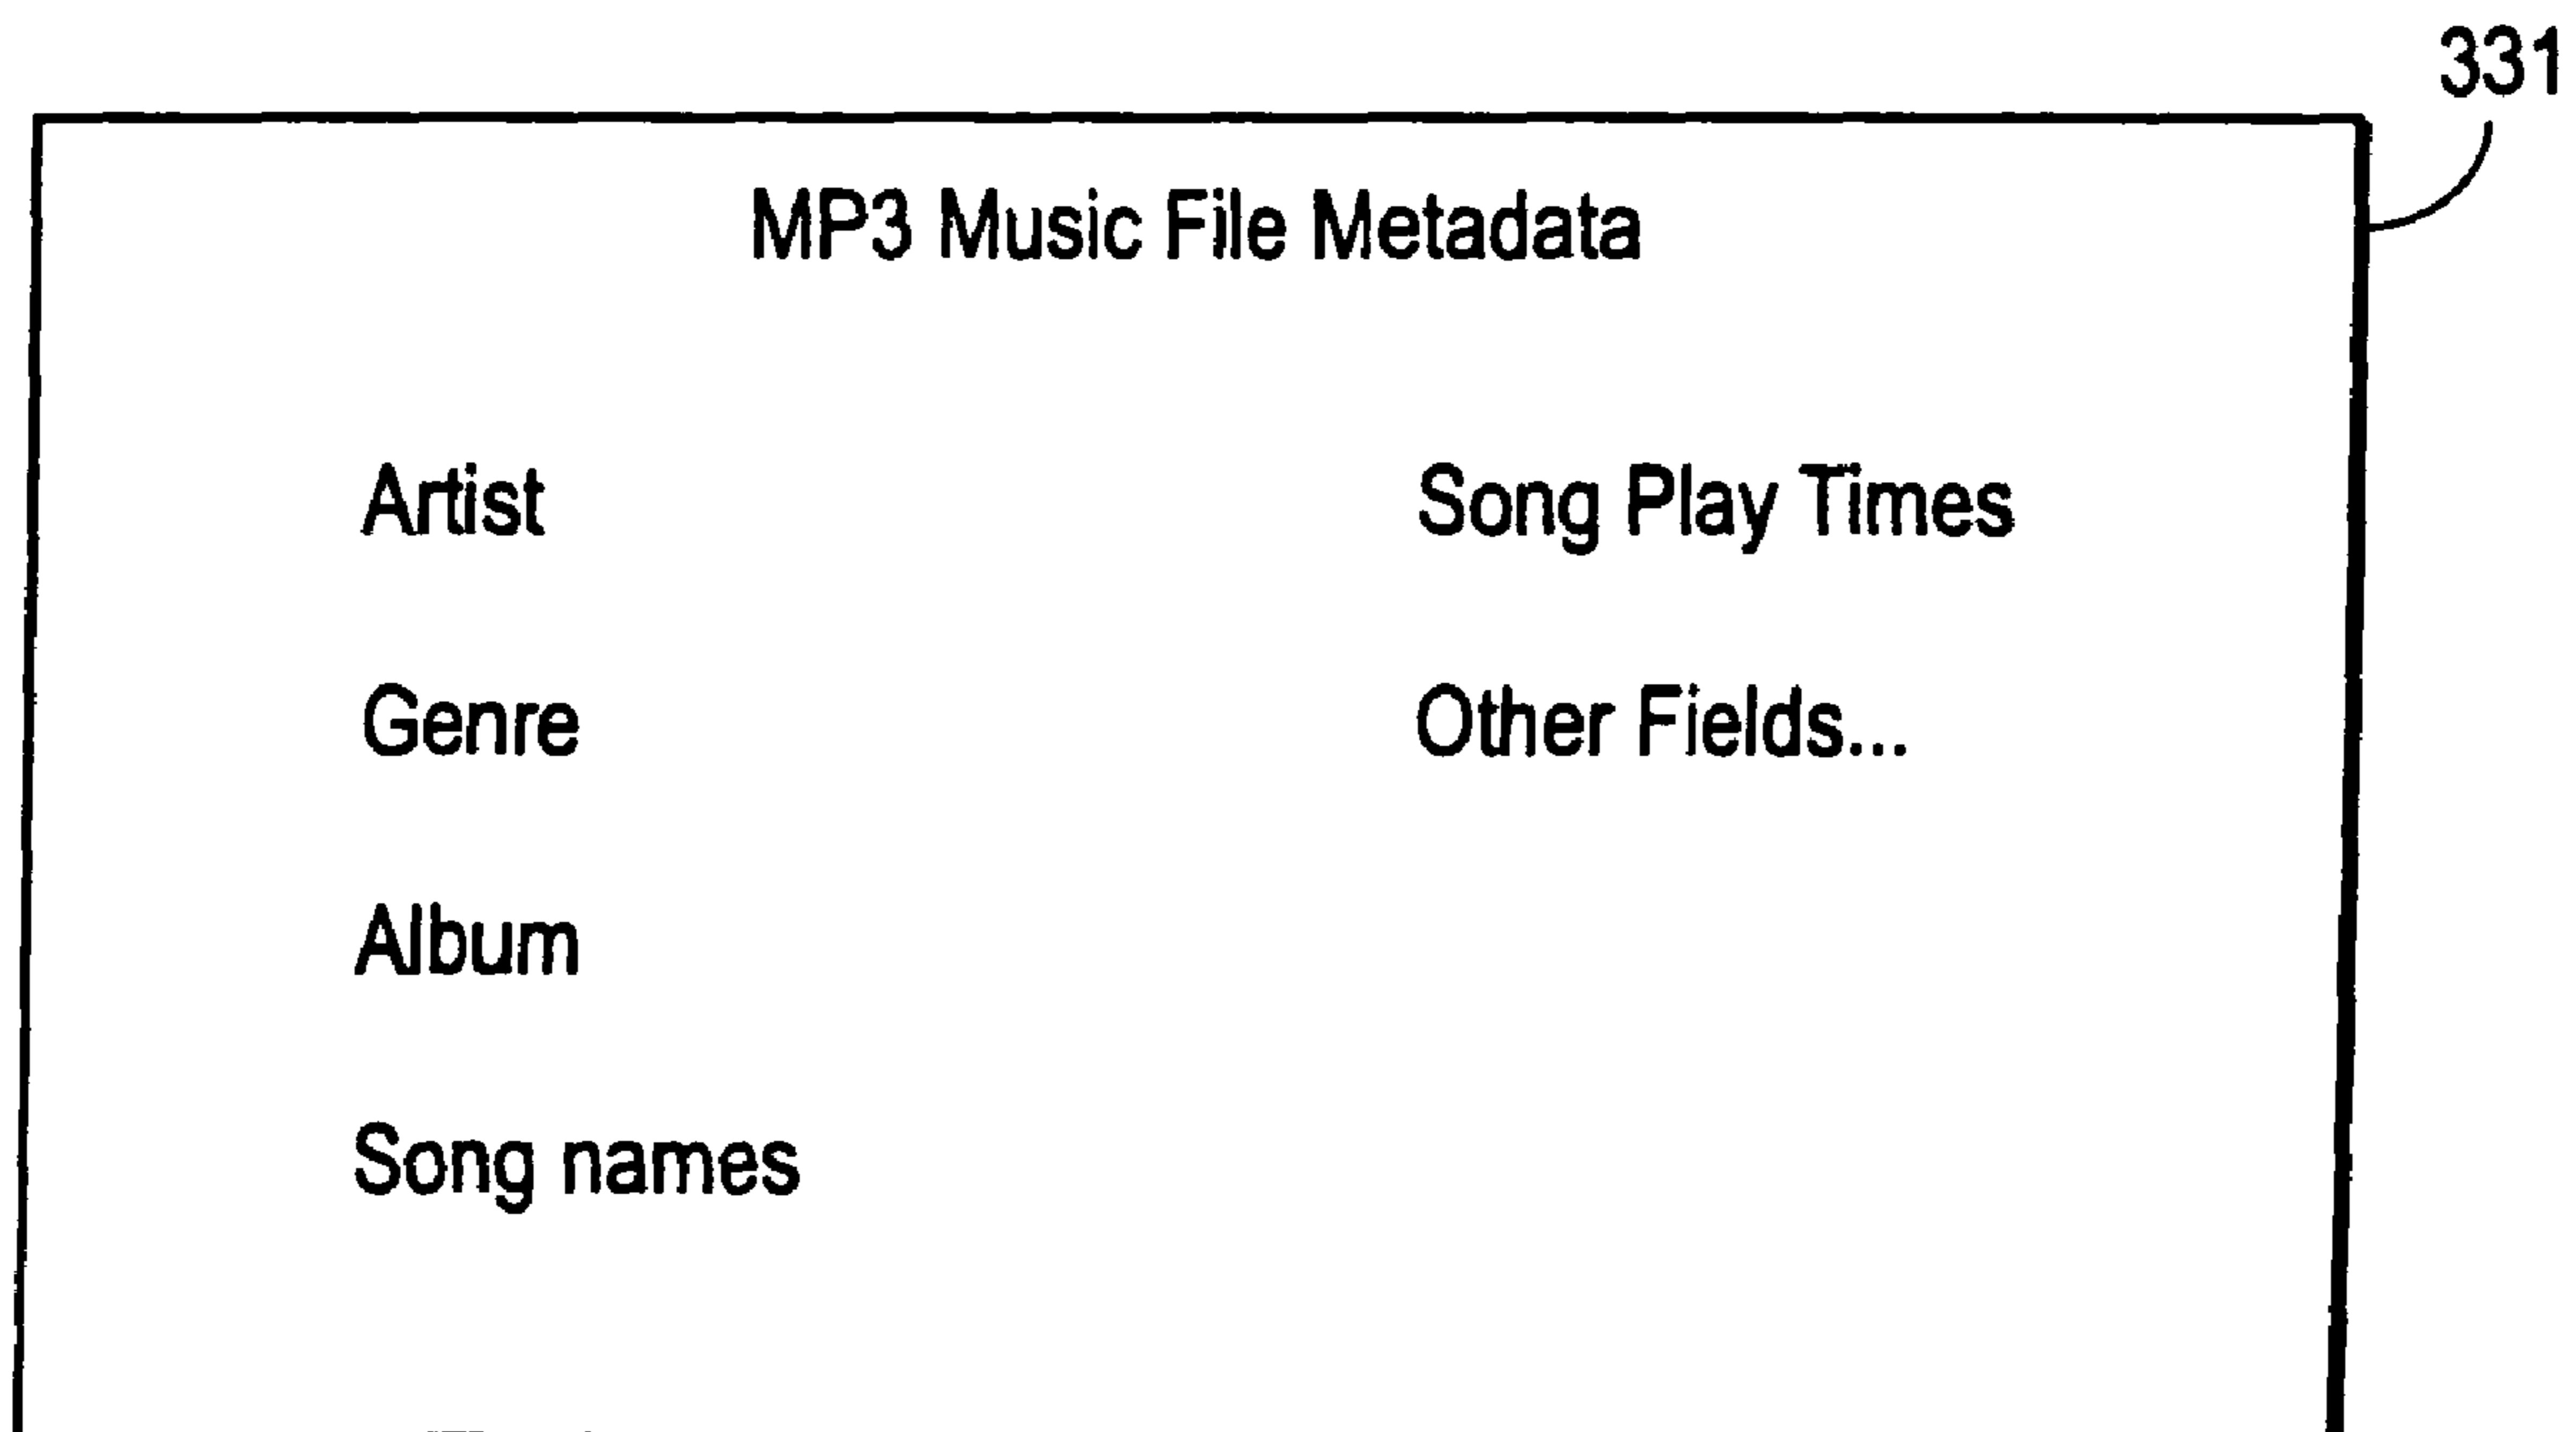 331
MP3 Music File Metadata
Artist
Genre
Album
Song names
Song Play Times
Other Fields...